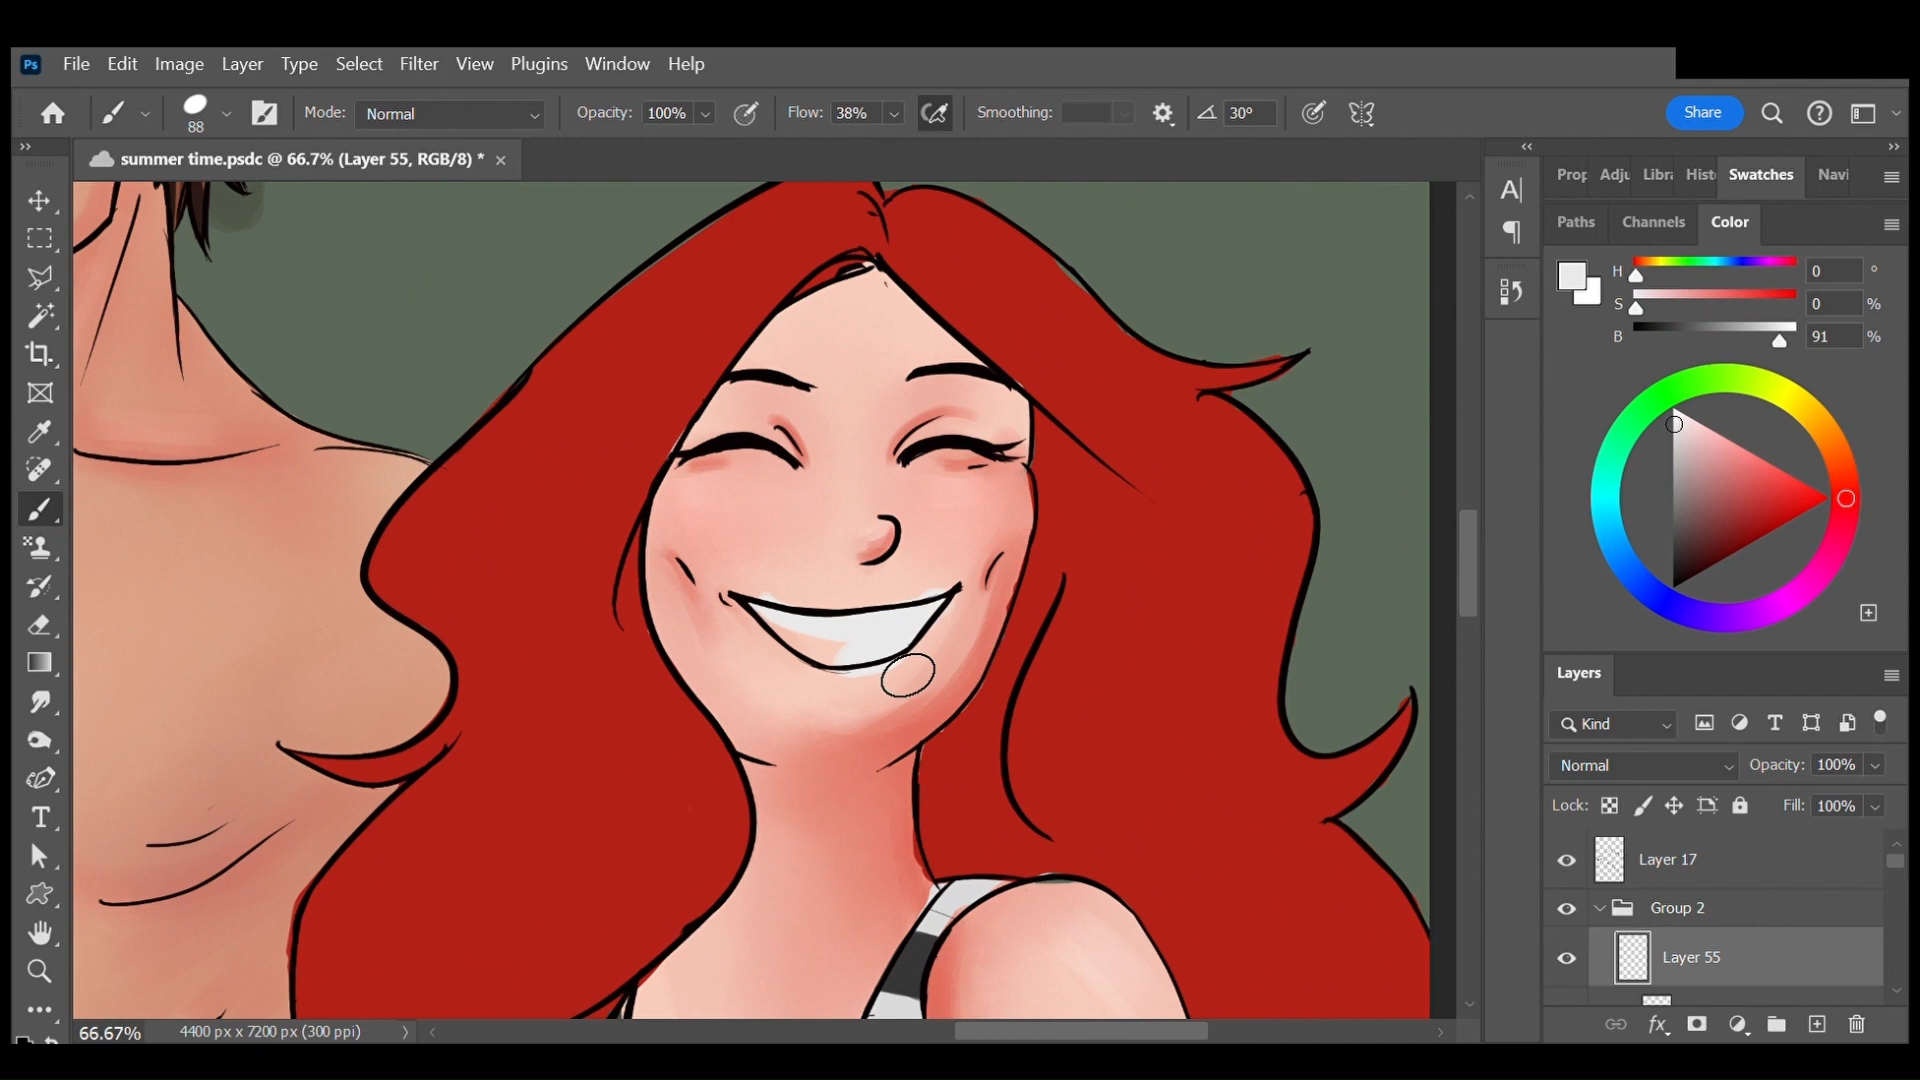 Ps File Edit Image Layer Type Select Filter View Plugins Window Help
88 Mode: Normal Opacity: 100% Flow: 38% Smoothing: 30° Share
summer time.psdc @ 66.7% (Layer 55, RGB/8) * ×
Prop Adju Libra Histo Swatches Navi
Paths Channels Color
H 0 °
S 0 %
B 91 %
Layers
Kind
Normal Opacity: 100%
Lock: Fill: 100%
Layer 17
Group 2
Layer 55
fx
66.67% 4400 px x 7200 px (300 ppi)